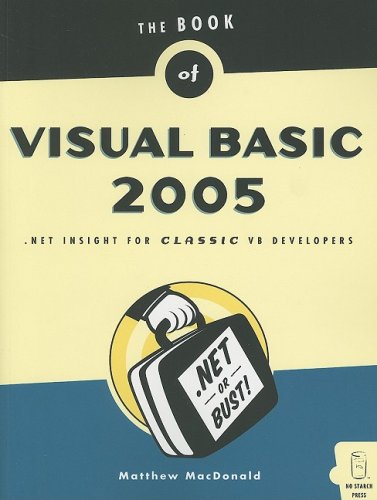 THE BOOK
of
VISUAL BASIC
2005
.NET INSIGHT FOR CLASSIC VB DEVELOPERS
.NET
OR
BUST!
Matthew MacDonald
NO STARCH
PRESS